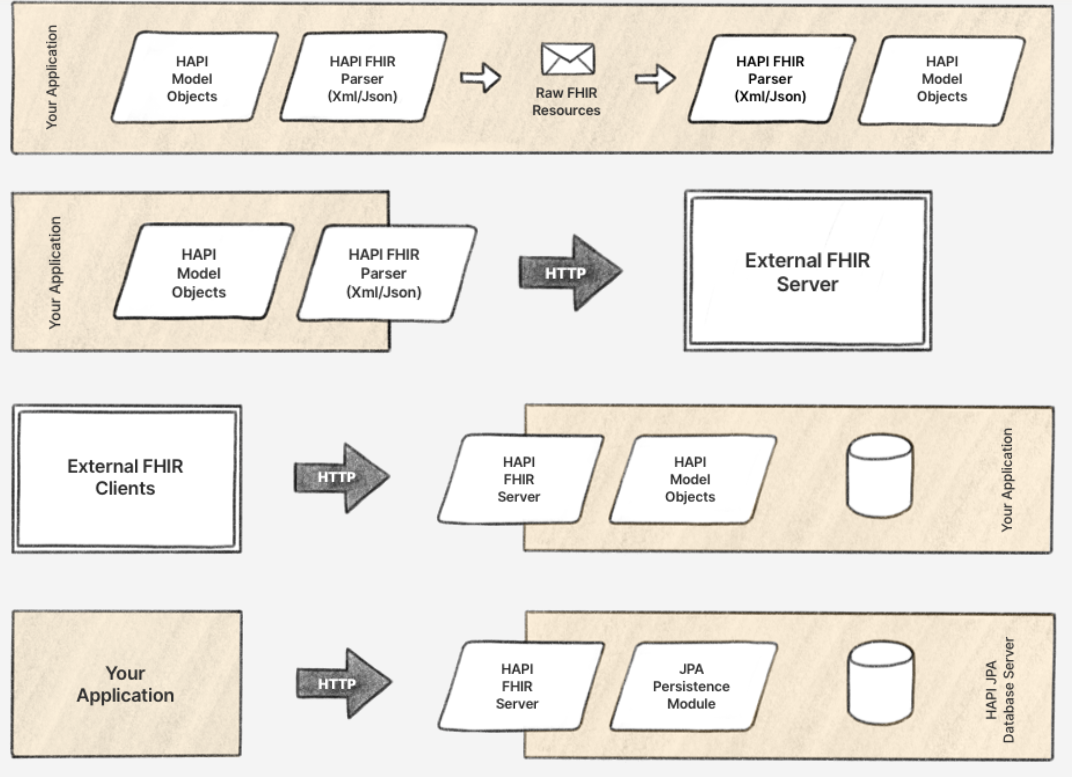 Your Application
HAPI
Model
Objects
HAPI FHIR
Parser
(Xml/Json)
Raw FHIR
Resources
HAPI FHIR
Parser
(Xml/Json)
HAPI
Model
Objects
Your Application
HAPI
Model
Objects
HAPI FHIR
Parser
(Xml/Json)
HTTP
External FHIR
Server
External FHIR
Clients
HTTP
HAPI
FHIR
Server
HAPI
Model
Objects
Your Application
Your
Application
HTTP
HAPI
FHIR
Server
JPA
Persistence
Module
HAPI JPA
Database Server